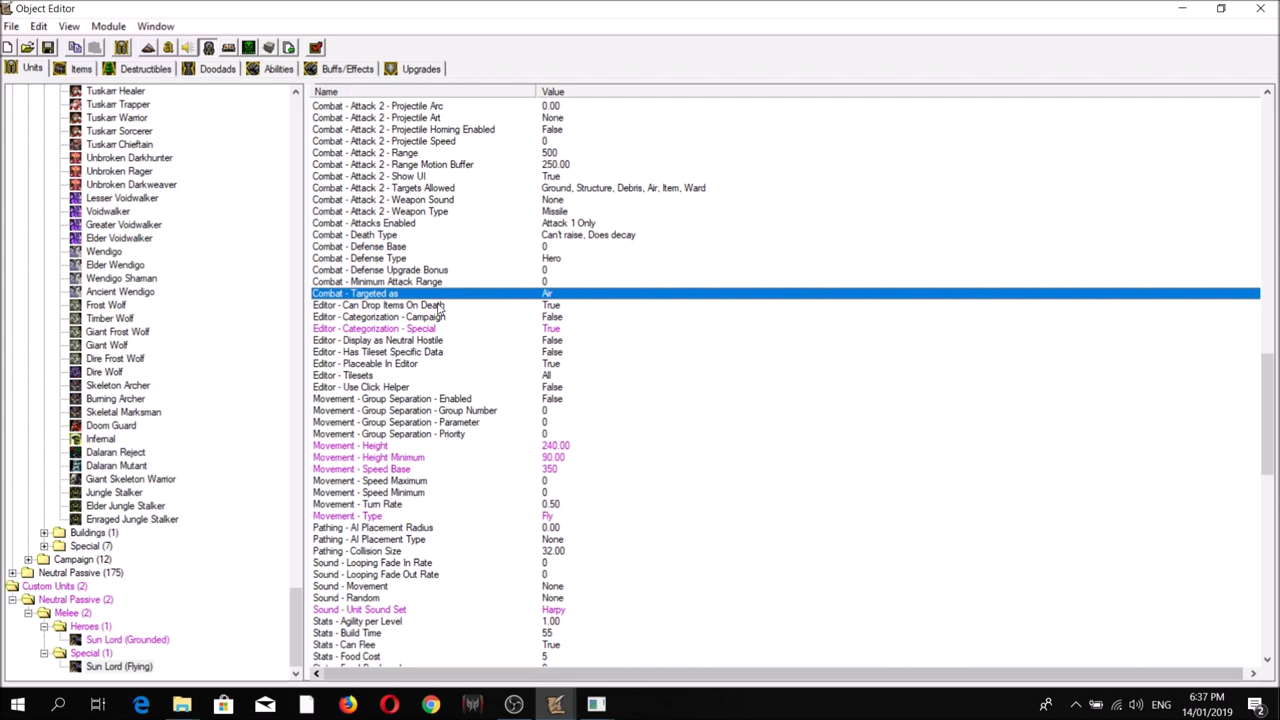 Object Editor
File Edit View Module Window
Units Items Destructibles Doodads Abilities Buffs/Effects Upgrades
Tuskarr Healer
Tuskarr Trapper
Tuskarr Warrior
Tuskarr Sorcerer
Tuskarr Chieftain
Unbroken Darkhunter
Unbroken Rager
Unbroken Darkweaver
Lesser Voidwalker
Voidwalker
Greater Voidwalker
Elder Voidwalker
Wendigo
Elder Wendigo
Wendigo Shaman
Ancient Wendigo
Frost Wolf
Timber Wolf
Giant Frost Wolf
Giant Wolf
Dire Frost Wolf
Dire Wolf
Skeleton Archer
Burning Archer
Skeletal Marksman
Doom Guard
Infernal
Dalaran Reject
Dalaran Mutant
Giant Skeleton Warrior
Jungle Stalker
Elder Jungle Stalker
Enraged Jungle Stalker
Buildings (1)
Special (7)
Campaign (12)
Neutral Passive (175)
Custom Units (2)
Neutral Passive (2)
Melee (2)
Heroes (1)
Sun Lord (Grounded)
Special (1)
Sun Lord (Flying)
Name Value
Combat - Attack 2 - Projectile Arc 0.00
Combat - Attack 2 - Projectile Art None
Combat - Attack 2 - Projectile Homing Enabled False
Combat - Attack 2 - Projectile Speed 0
Combat - Attack 2 - Range 500
Combat - Attack 2 - Range Motion Buffer 250.00
Combat - Attack 2 - Show UI True
Combat - Attack 2 - Targets Allowed Ground, Structure, Debris, Air, Item, Ward
Combat - Attack 2 - Weapon Sound None
Combat - Attack 2 - Weapon Type Missile
Combat - Attacks Enabled Attack 1 Only
Combat - Death Type Can't raise, Does decay
Combat - Defense Base 0
Combat - Defense Type Hero
Combat - Defense Upgrade Bonus 0
Combat - Minimum Attack Range 0
Combat - Targeted as Air
Editor - Can Drop Items On Death True
Editor - Categorization - Campaign False
Editor - Categorization - Special True
Editor - Display as Neutral Hostile False
Editor - Has Tileset Specific Data False
Editor - Placeable In Editor True
Editor - Tilesets All
Editor - Use Click Helper False
Movement - Group Separation - Enabled False
Movement - Group Separation - Group Number 0
Movement - Group Separation - Parameter 0
Movement - Group Separation - Priority 0
Movement - Height 240.00
Movement - Height Minimum 90.00
Movement - Speed Base 350
Movement - Speed Maximum 0
Movement - Speed Minimum 0
Movement - Turn Rate 0.50
Movement - Type Fly
Pathing - AI Placement Radius 0.00
Pathing - AI Placement Type None
Pathing - Collision Size 32.00
Sound - Looping Fade In Rate 0
Sound - Looping Fade Out Rate 0
Sound - Movement None
Sound - Random None
Sound - Unit Sound Set Harpy
Stats - Agility per Level 1.00
Stats - Build Time 55
Stats - Can Flee True
Stats - Food Cost 5
ENG
6:37 PM
14/01/2019
2